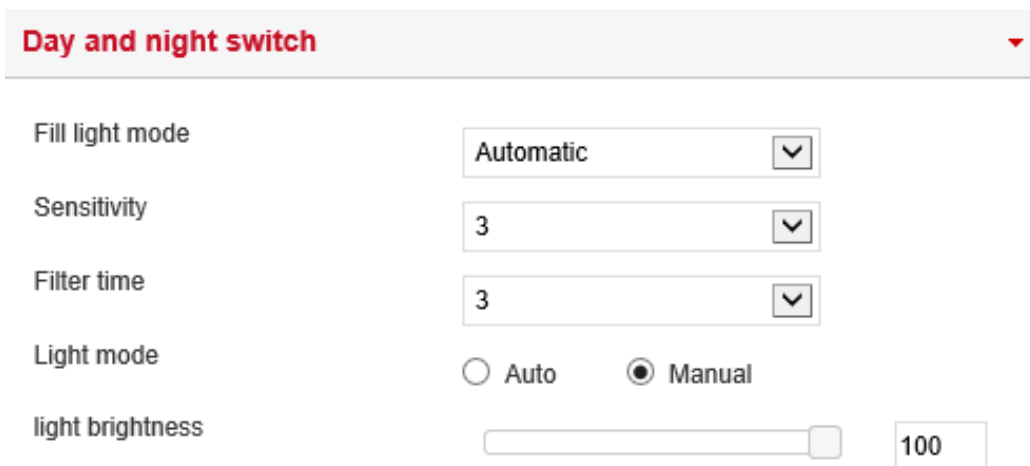 Day and night switch
Fill light mode Automatic
Sensitivity 3
Filter time 3
Light mode Auto Manual
light brightness 100